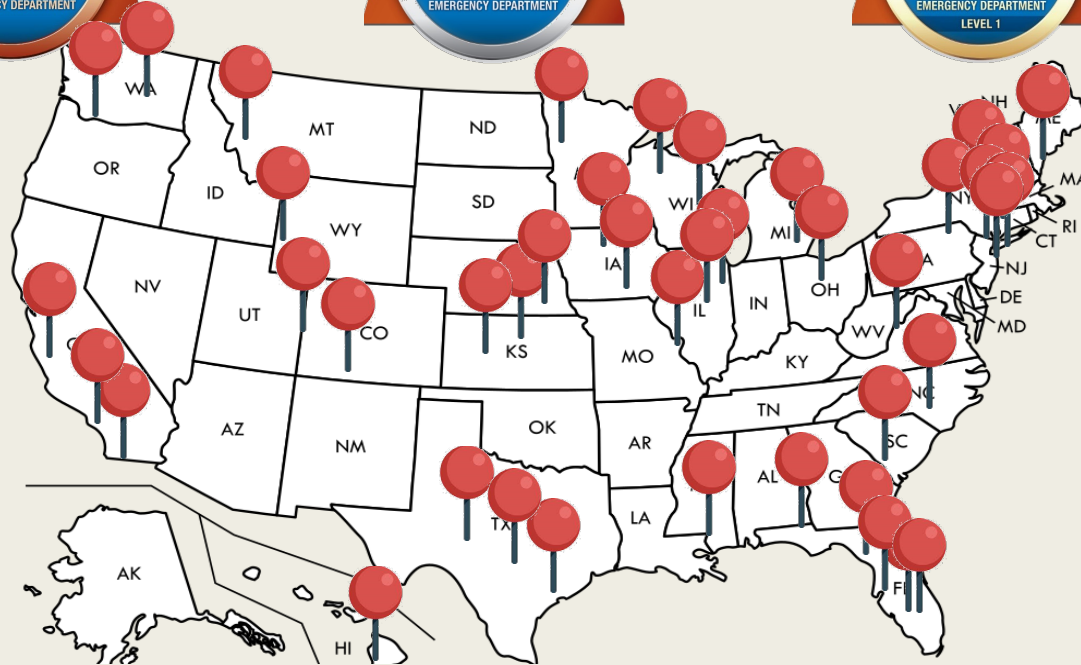 CY DEPARTMENT
EMERGENCY DEPARTMENT
EMERGENCY DEPARTMENT
LEVEL 1
WA
MT
ND
OR
ID
SD
WY
WI
MI
NY
NH
MA
RI
CT
NJ
DE
MD
NV
UT
CO
IA
IL
IN
OH
WV
KS
MO
KY
NC
TN
SC
AZ
NM
OK
AR
AL
LA
TX
FL
AK
HI